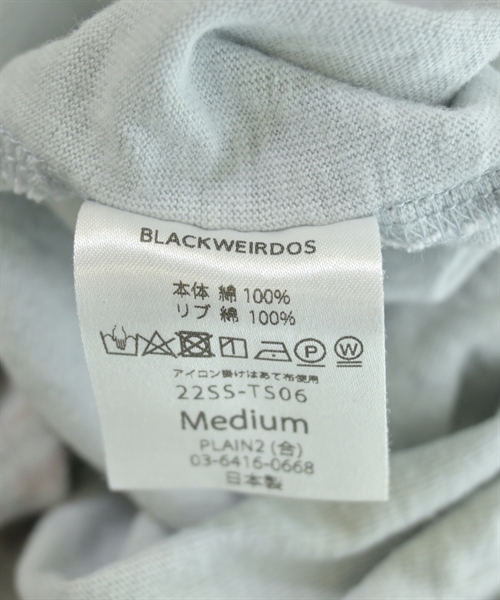 BLACKWEIRDOS
本体 綿 100%
リブ 綿 100%
P W
アイロン掛けはあて布使用
22SS-TS06
Medium
PLAIN2 (合)
03-6416-0668
日本製